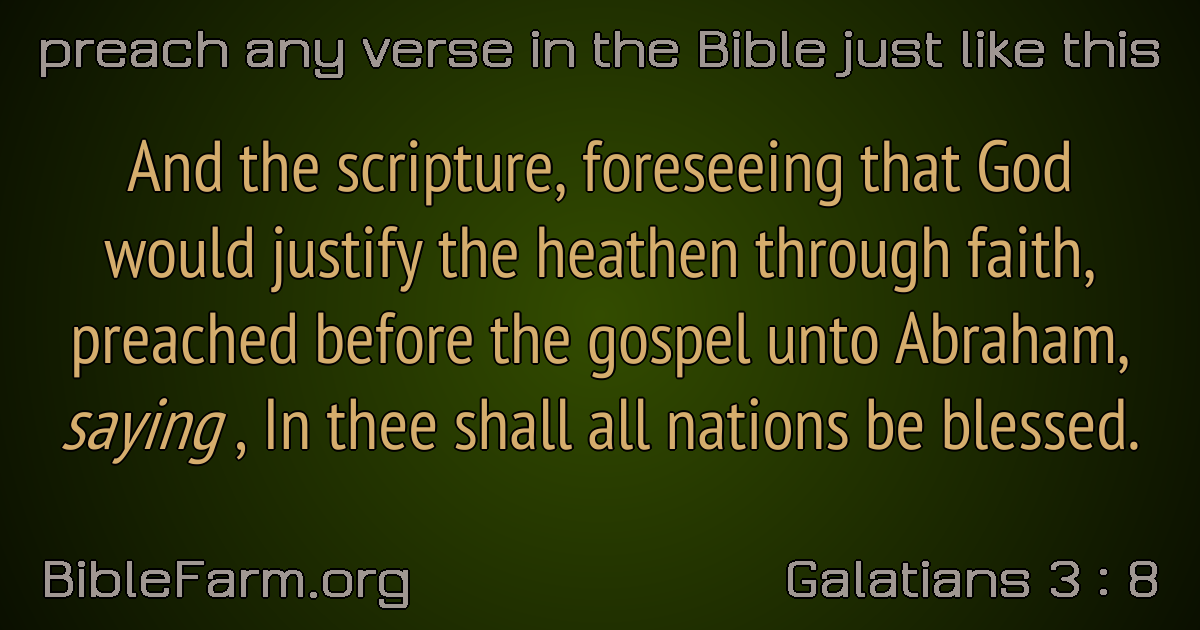 preach any verse in the Bible just like this
And the scripture, foreseeing that God
would justify the heathen through faith,
preached before the gospel unto Abraham,
saying , In thee shall all nations be blessed.
BibleFarm.org
Galatians 3 : 8